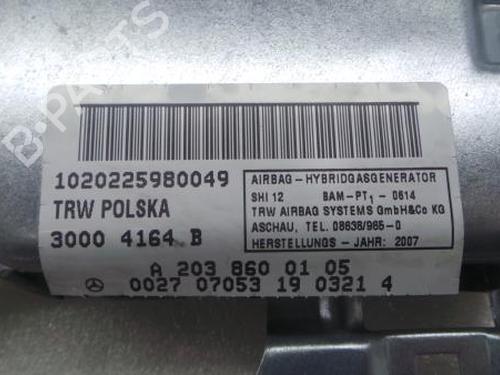 B-PARTS
1020225980049
TRW POLSKA
3000 4164 B
AIRBAG - HYBRIDGASGENERATOR
SHI 12 BAM-PT1 - 0614
TRW AIRBAG SYSTEMS GmbH&Co KG
ASCHAU, TEL. 08638/965-0
HERSTELLUNGS - JAHR: 2007
A 203 860 01 05
0027 07053 19 0321 4